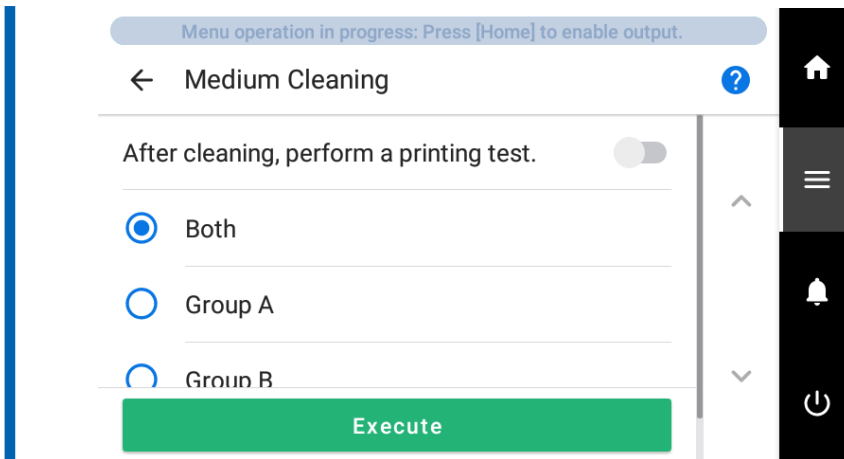 Menu operation in progress: Press [Home] to enable output.
Medium Cleaning
?
After cleaning, perform a printing test.
Both
Group A
Group B
Execute